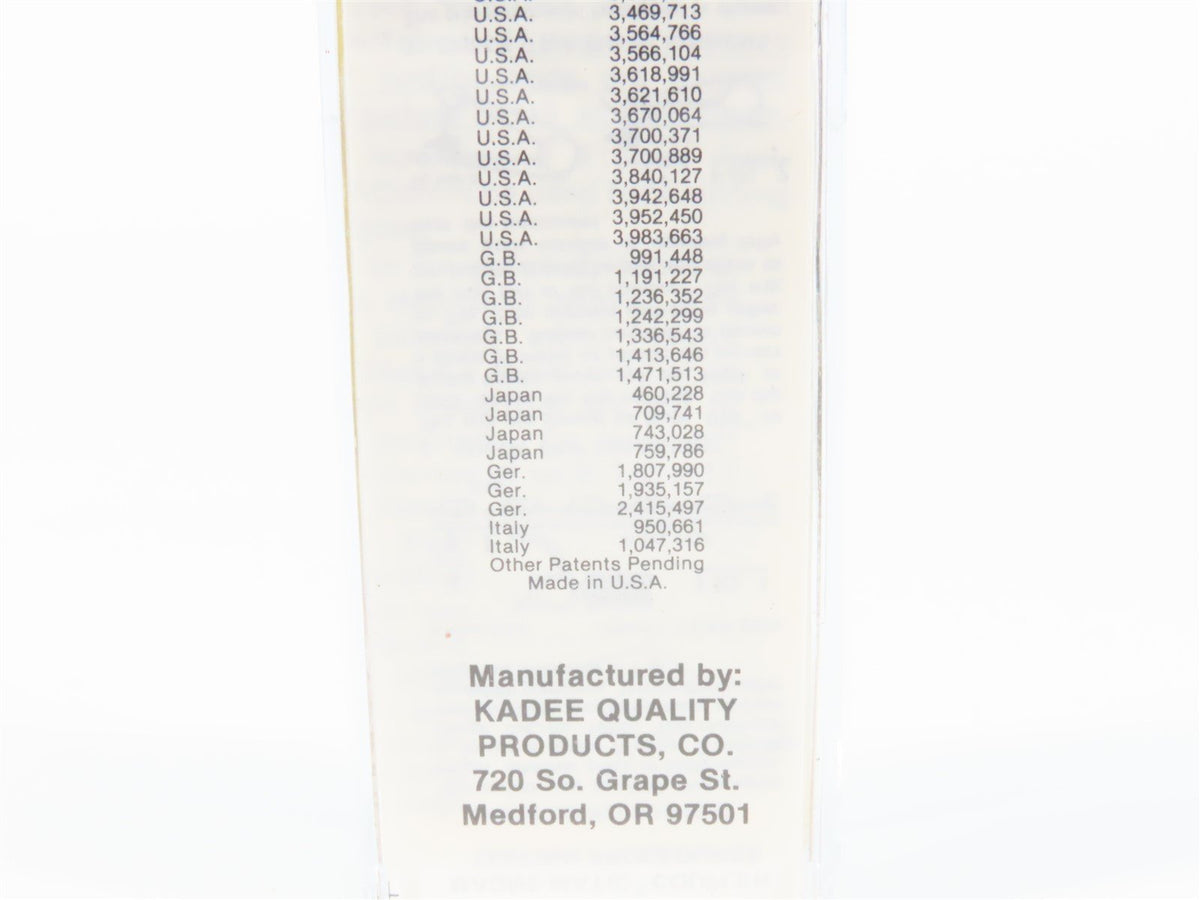 U.S.A. 3,469,713
U.S.A. 3,564,766
U.S.A. 3,566,104
U.S.A. 3,618,991
U.S.A. 3,621,610
U.S.A. 3,670,064
U.S.A. 3,700,371
U.S.A. 3,700,889
U.S.A. 3,840,127
U.S.A. 3,942,648
U.S.A. 3,952,450
U.S.A. 3,983,663
G.B. 991,448
G.B. 1,191,227
G.B. 1,236,352
G.B. 1,242,299
G.B. 1,336,543
G.B. 1,413,646
G.B. 1,471,513
Japan 460,228
Japan 709,741
Japan 743,028
Japan 759,786
Ger. 1,807,990
Ger. 1,935,157
Ger. 2,415,497
Italy 950,661
Italy 1,047,316
Other Patents Pending
Made in U.S.A.
Manufactured by:
KADEE QUALITY
PRODUCTS, CO.
720 So. Grape St.
Medford, OR 97501